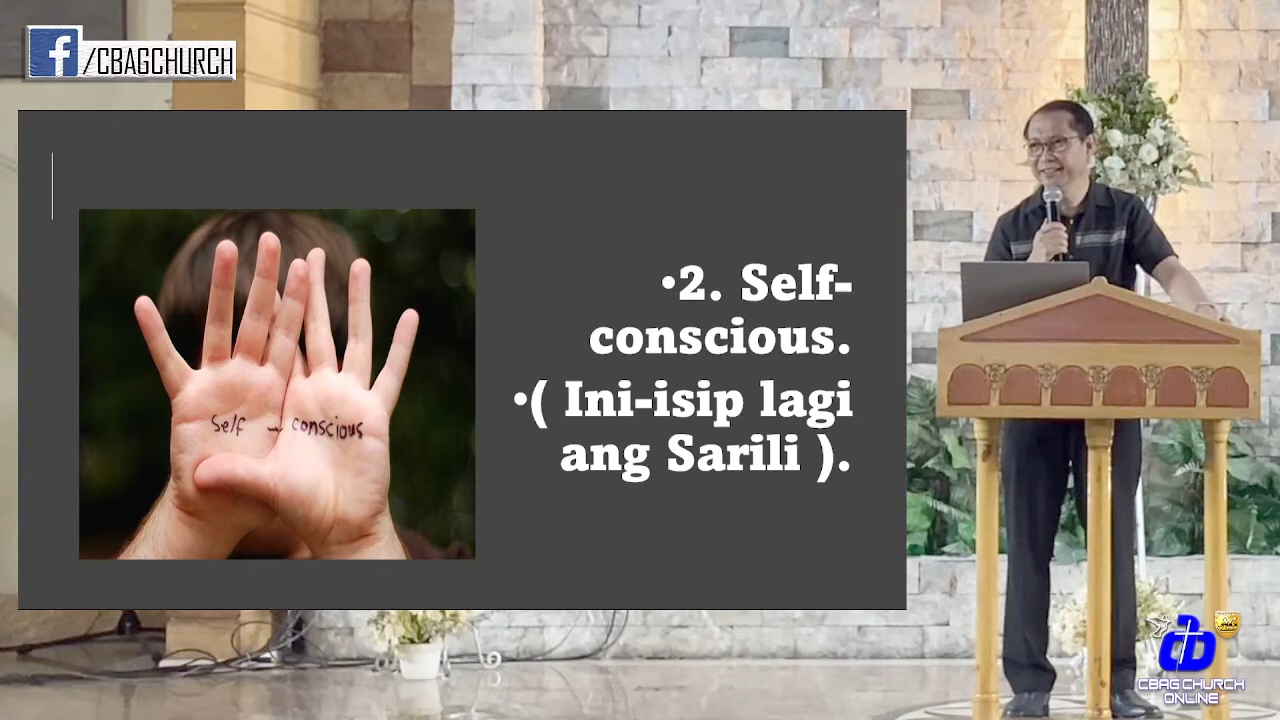 /CBAGCHURCH
•2. Self-
conscious.
•( Ini-isip lagi
ang Sarili ).
Self - conscious
CBAG CHURCH
ONLINE